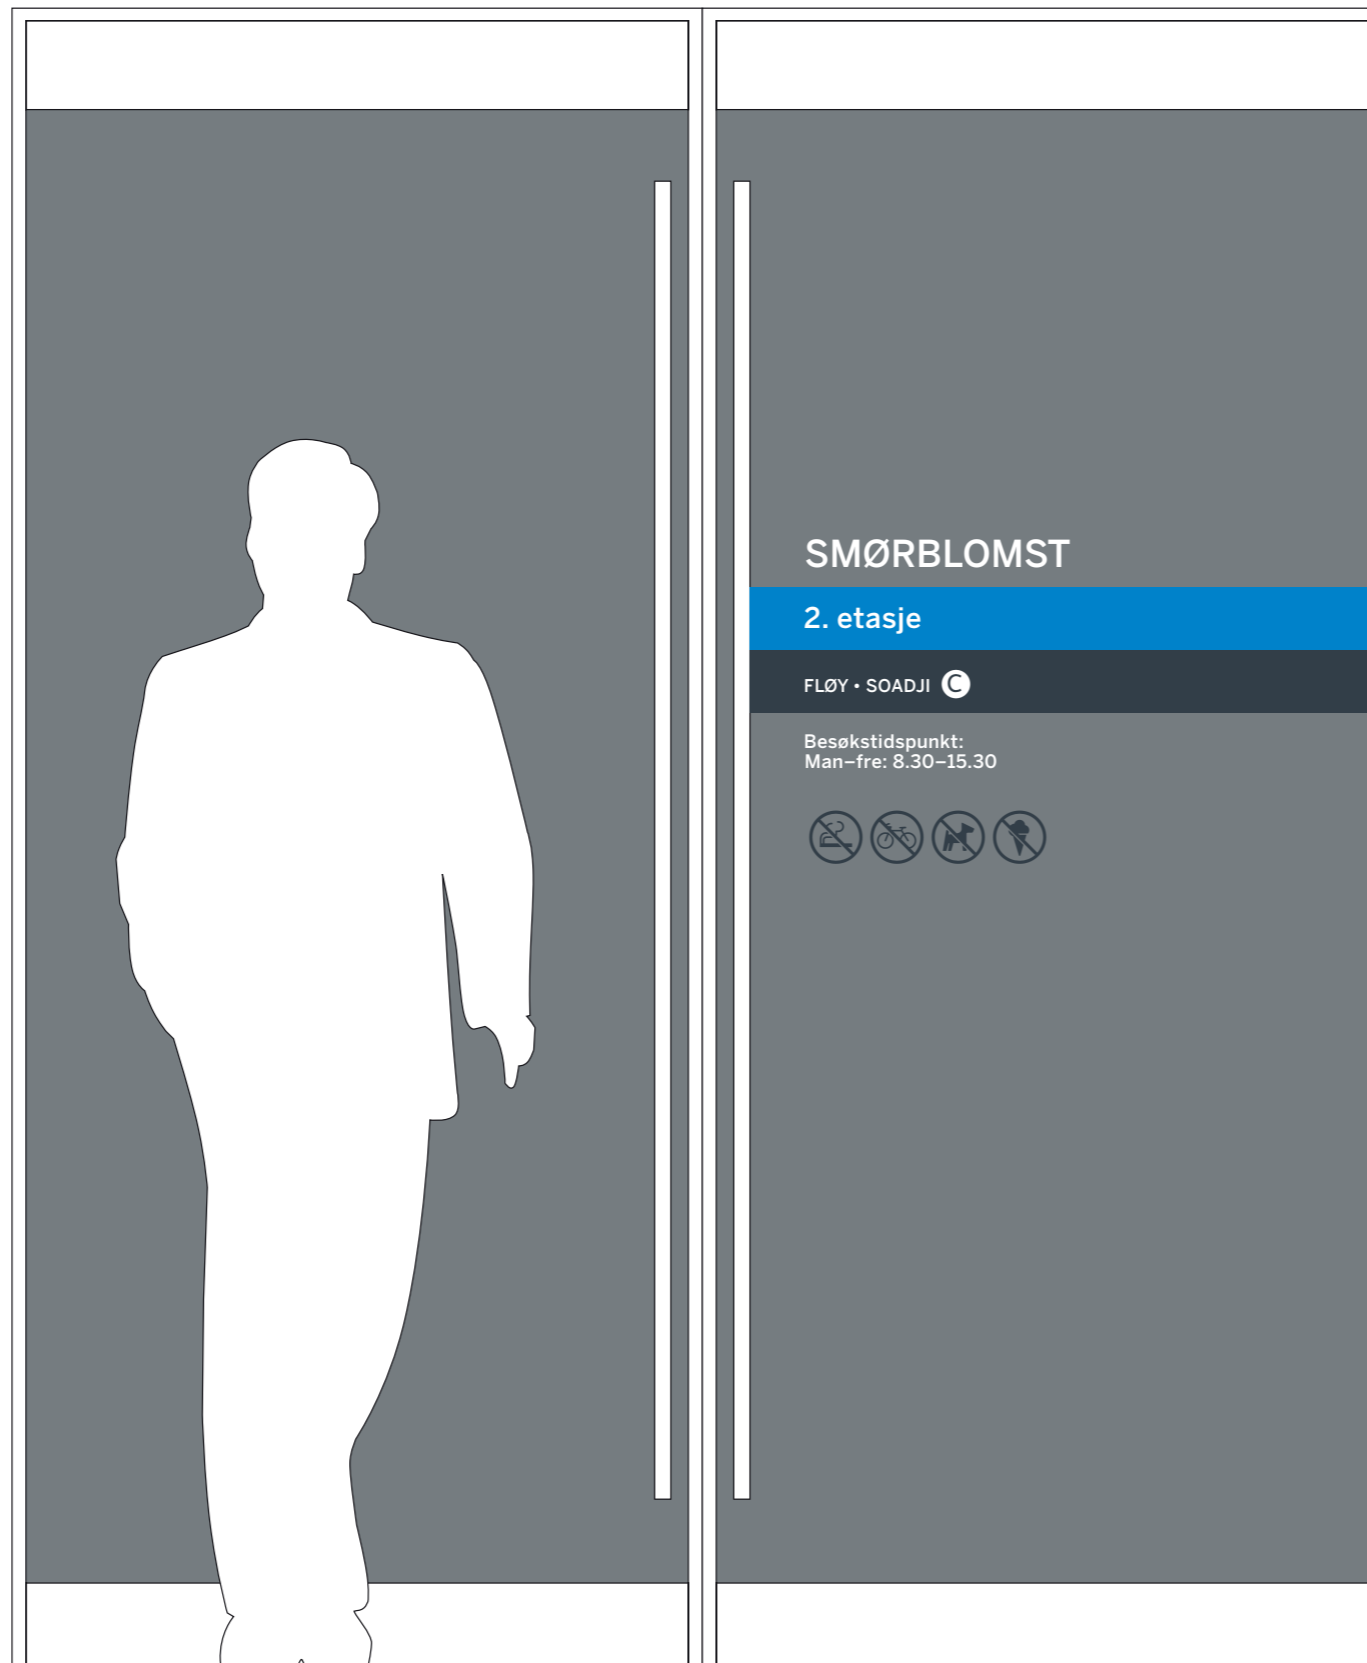 SMØRBLOMST
2. etasje
FLØY • SOADJI C
Besøkstidspunkt:
Man–fre: 8.30–15.30